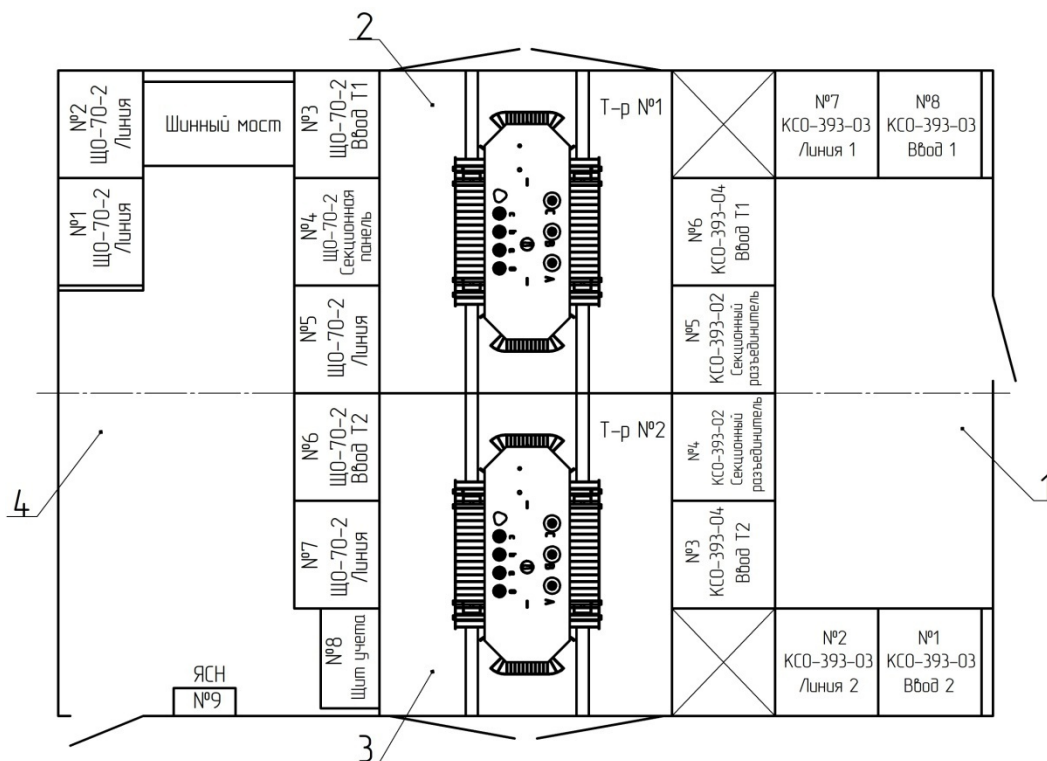 2
№2
ЩО-70-2
Линия
Шинный мост
№3
ЩО-70-2
Ввод Т1
Т-р №1
№7
КСО-393-03
Линия 1
№8
КСО-393-03
Ввод 1
№1
ЩО-70-2
Линия
№4
ЩО-70-2
Секционная
панель
№6
КСО-393-04
Ввод Т1
№5
ЩО-70-2
Линия
№5
КСО-393-02
Секционный
разъединитель
№6
ЩО-70-2
Ввод Т2
Т-р №2
№4
КСО-393-02
Секционный
разъединитель
4
1
№7
ЩО-70-2
Линия
№3
КСО-393-04
Ввод Т2
№8
Щит учета
ЯСН
№9
№2
КСО-393-03
Линия 2
№1
КСО-393-03
Ввод 2
3